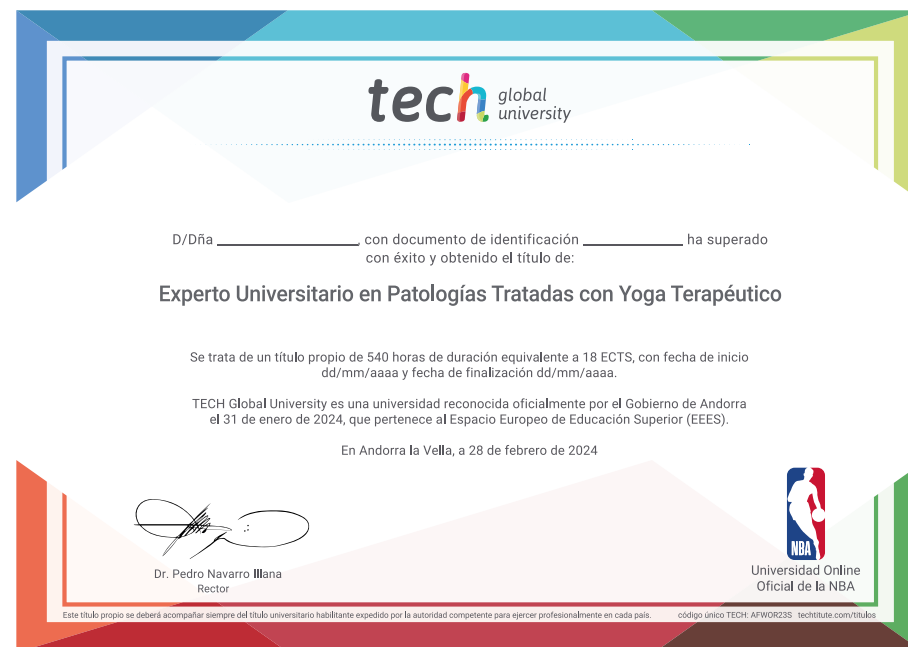 tech global university
D/Dña ____________________, con documento de identificación ______________ ha superado
con éxito y obtenido el título de:
Experto Universitario en Patologías Tratadas con Yoga Terapéutico
Se trata de un título propio de 540 horas de duración equivalente a 18 ECTS, con fecha de inicio
dd/mm/aaaa y fecha de finalización dd/mm/aaaa.
TECH Global University es una universidad reconocida oficialmente por el Gobierno de Andorra
el 31 de enero de 2024, que pertenece al Espacio Europeo de Educación Superior (EEES).
En Andorra la Vella, a 28 de febrero de 2024
Dr. Pedro Navarro Illana
Rector
NBA
Universidad Online
Oficial de la NBA
Este título propio se deberá acompañar siempre del título universitario habilitante expedido por la autoridad competente para ejercer profesionalmente en cada país.
código único TECH: AFWOR23S techtitute.com/titulos